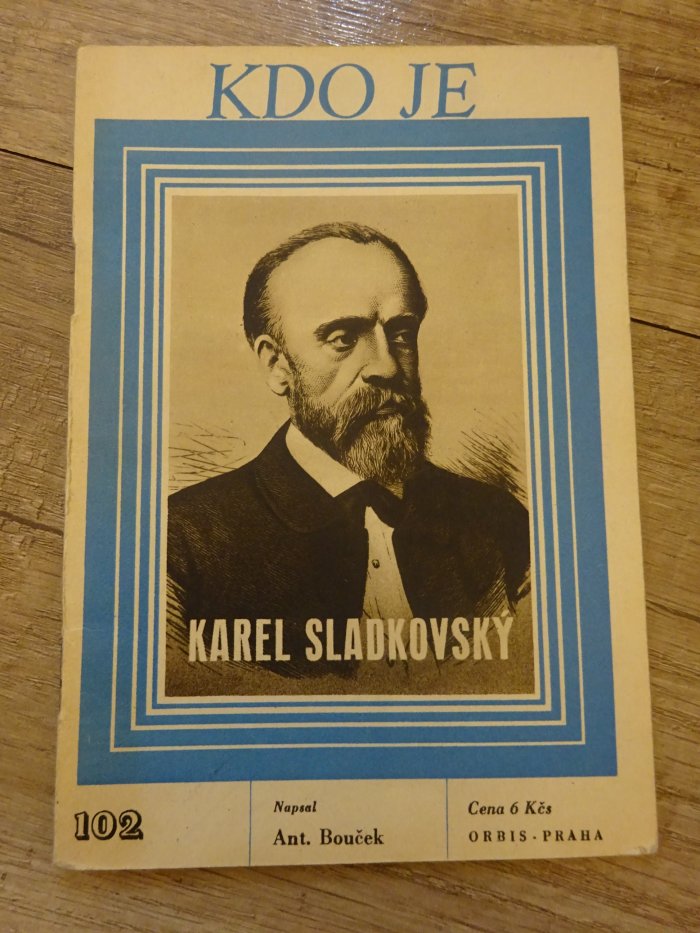 KDO JE
KAREL SLADKOVSKÝ
102
Napsal
Ant. Bouček
Cena 6 Kčs
ORBIS - PRAHA